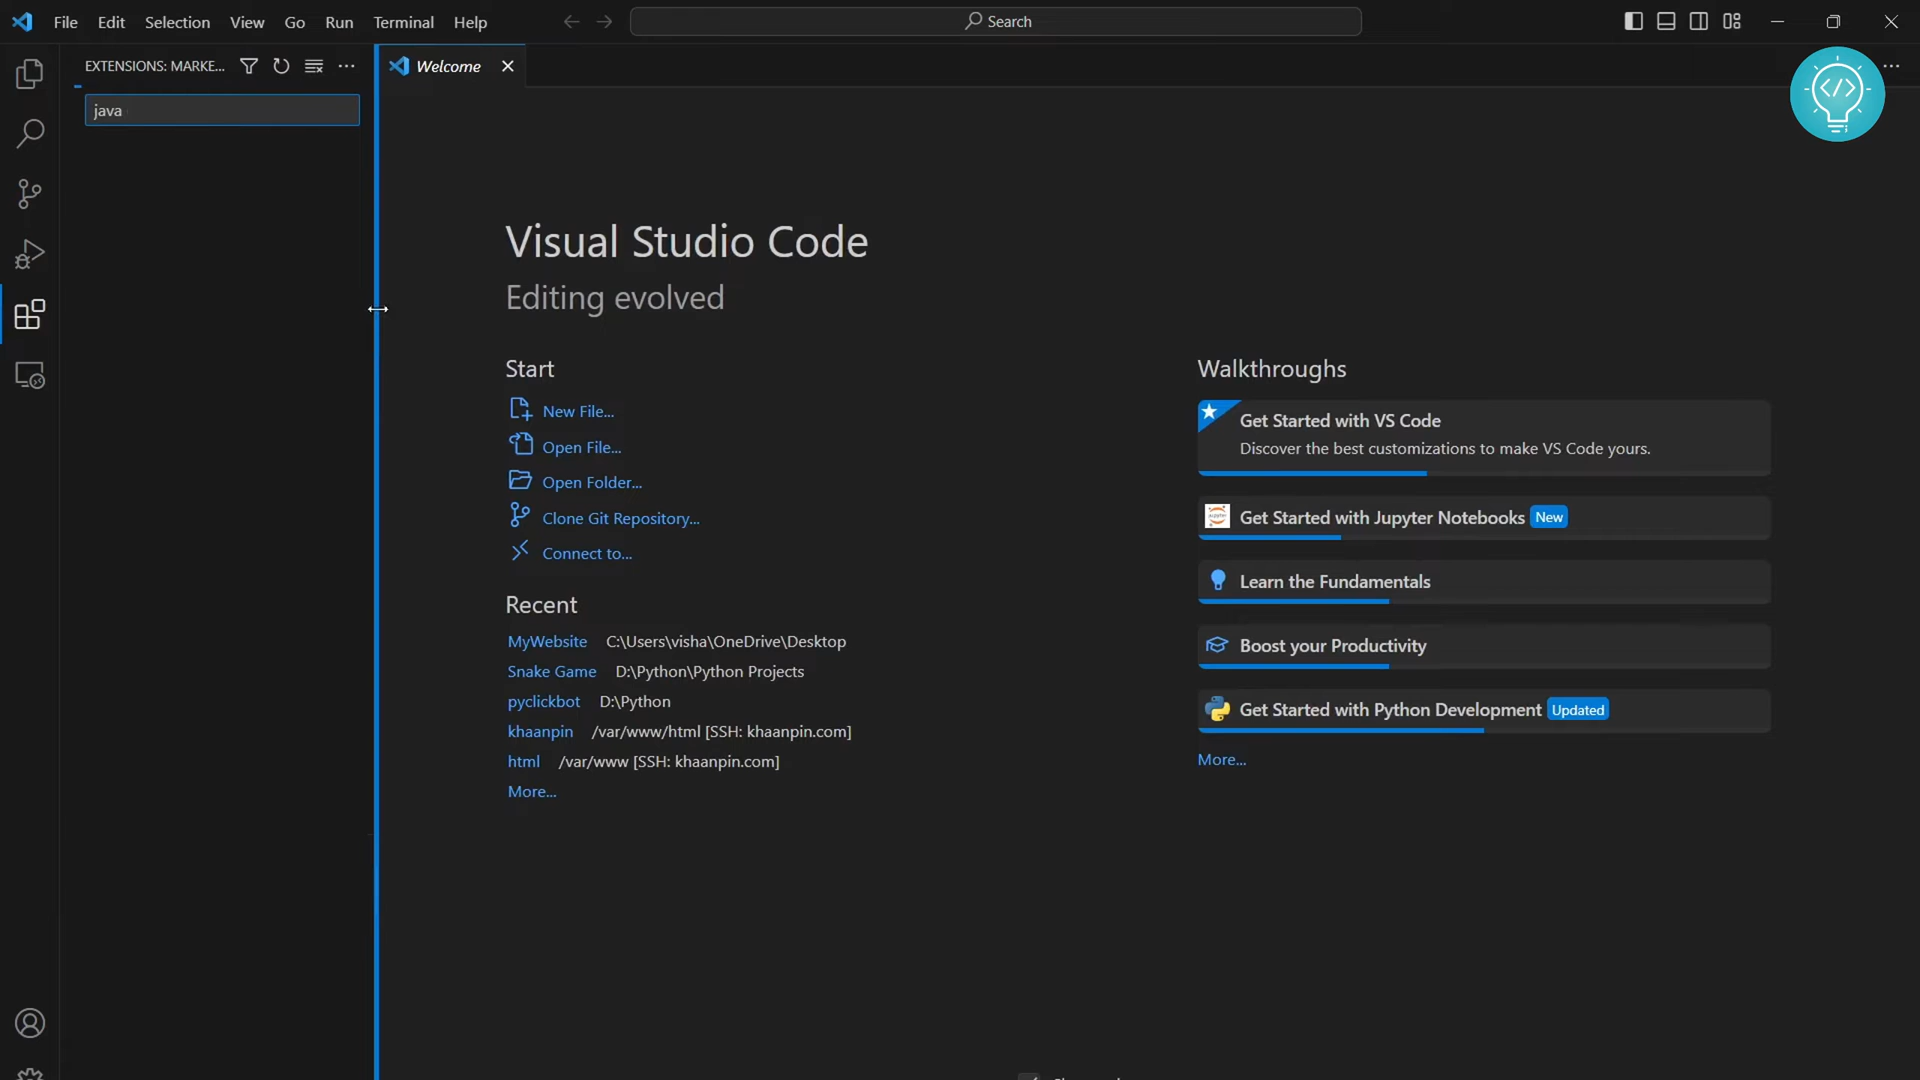 File Edit Selection View Go Run Terminal Help
Search
EXTENSIONS: MARKE...
Welcome
java
</>
Visual Studio Code
Editing evolved
Start
New File...
Open File...
Open Folder...
Clone Git Repository...
Connect to...
Recent
MyWebsite C:\Users\visha\OneDrive\Desktop
Snake Game D:\Python\Python Projects
pyclickbot D:\Python
khaanpin /var/www/html [SSH: khaanpin.com]
html /var/www [SSH: khaanpin.com]
More...
Walkthroughs
Get Started with VS Code
Discover the best customizations to make VS Code yours.
Get Started with Jupyter Notebooks New
Learn the Fundamentals
Boost your Productivity
Get Started with Python Development Updated
More...